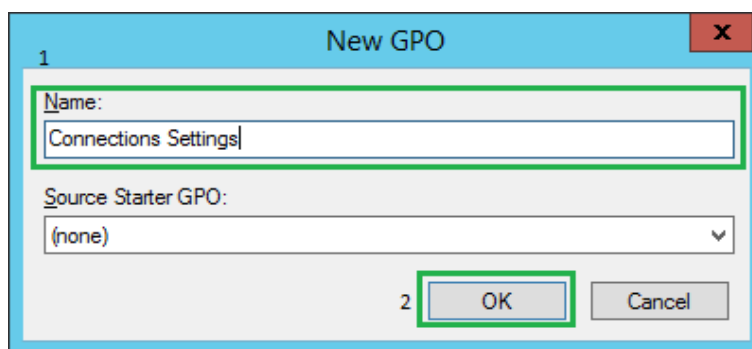 New GPO
x
1
Name:
Connections Settings
Source Starter GPO:
(none)
2 OK Cancel